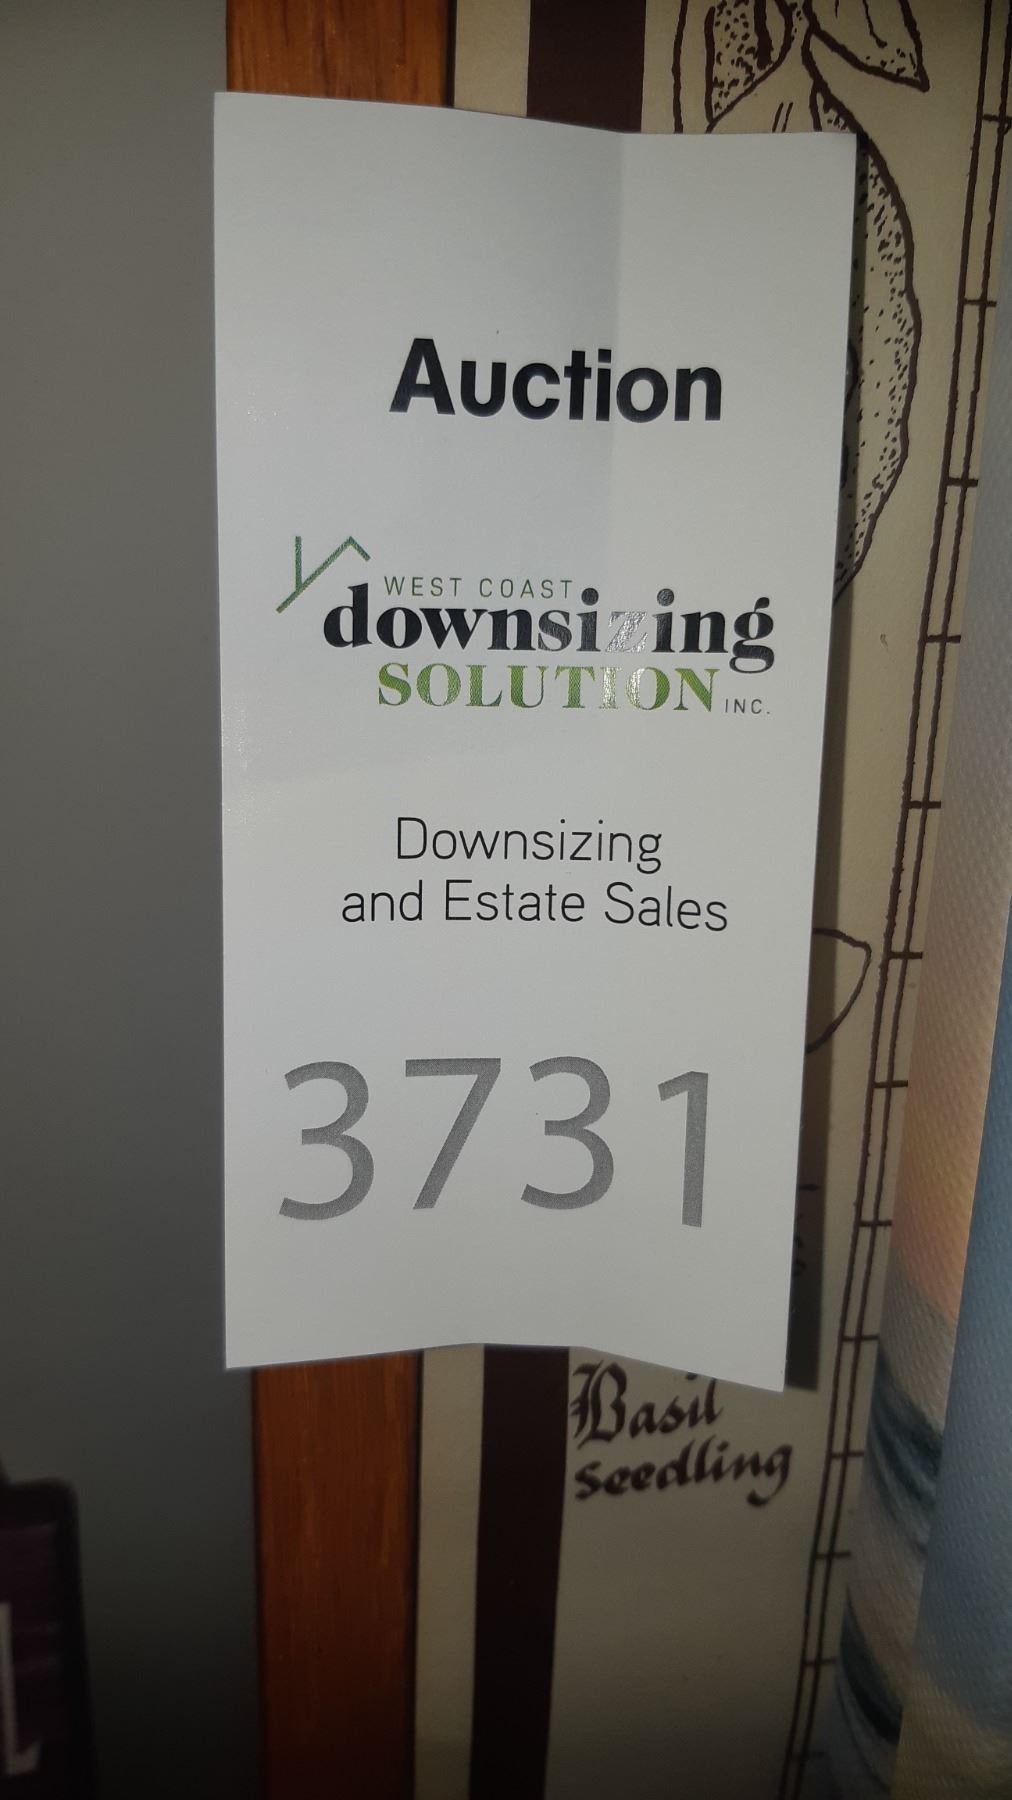 Auction
WEST COAST
downsizing
SOLUTION INC.
Downsizing
and Estate Sales
3731
Basil
seedling